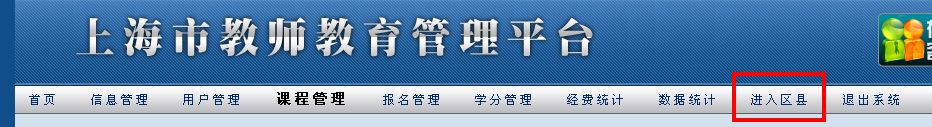 上海市教师教育管理平台
首页 信息管理 用户管理 课程管理 报名管理 学分管理 经费统计 数据统计 进入区县 退出系统